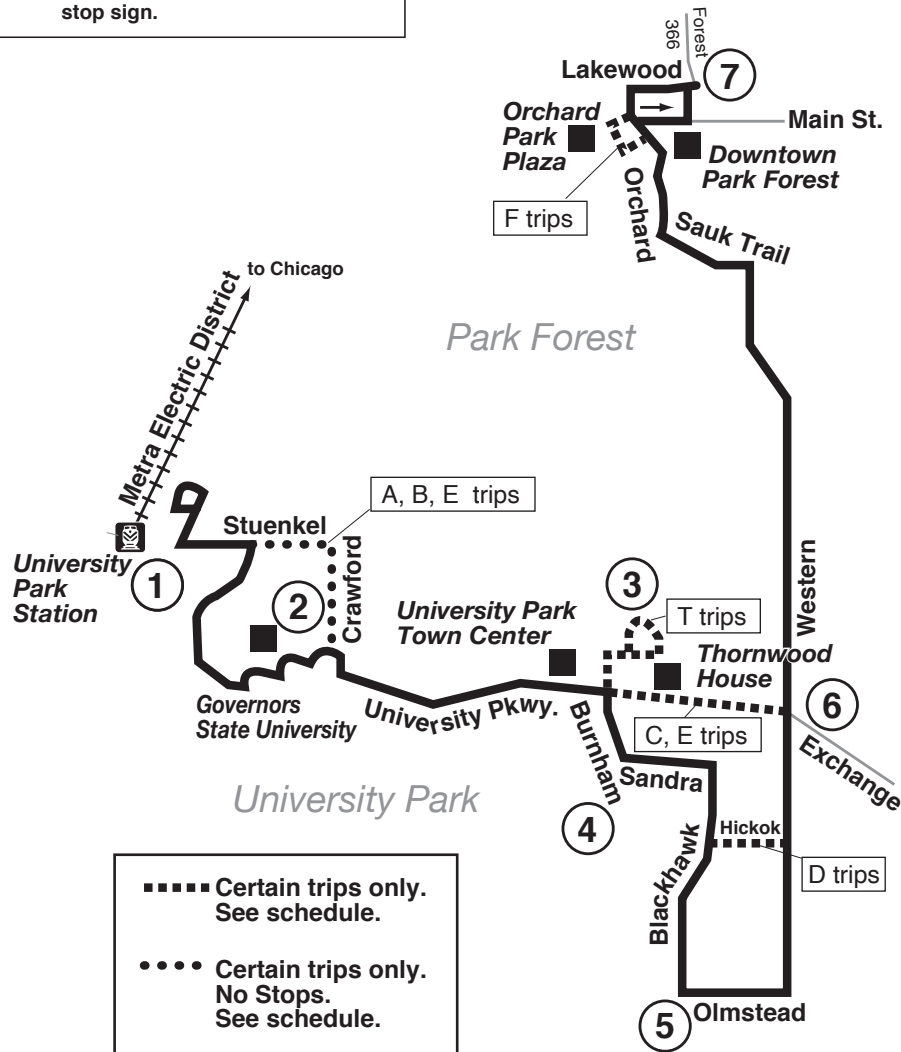 stop sign.
Forest
366
Lakewood
7
Orchard
Park
Plaza
Main St.
Downtown
Park Forest
F trips
Orchard
Sauk Trail
to Chicago
Metra Electric District
Park Forest
A, B, E trips
Stuenkel
University
Park
Station
1
2
Crawford
Western
3
University Park
Town Center
T trips
Thornwood
House
Governors
State University
University Pkwy.
Burnham
6
C, E trips
Exchange
Sandra
University Park
4
Hickok
Blackhawk
D trips
Certain trips only.
See schedule.
Certain trips only.
No Stops.
See schedule.
5
Olmstead